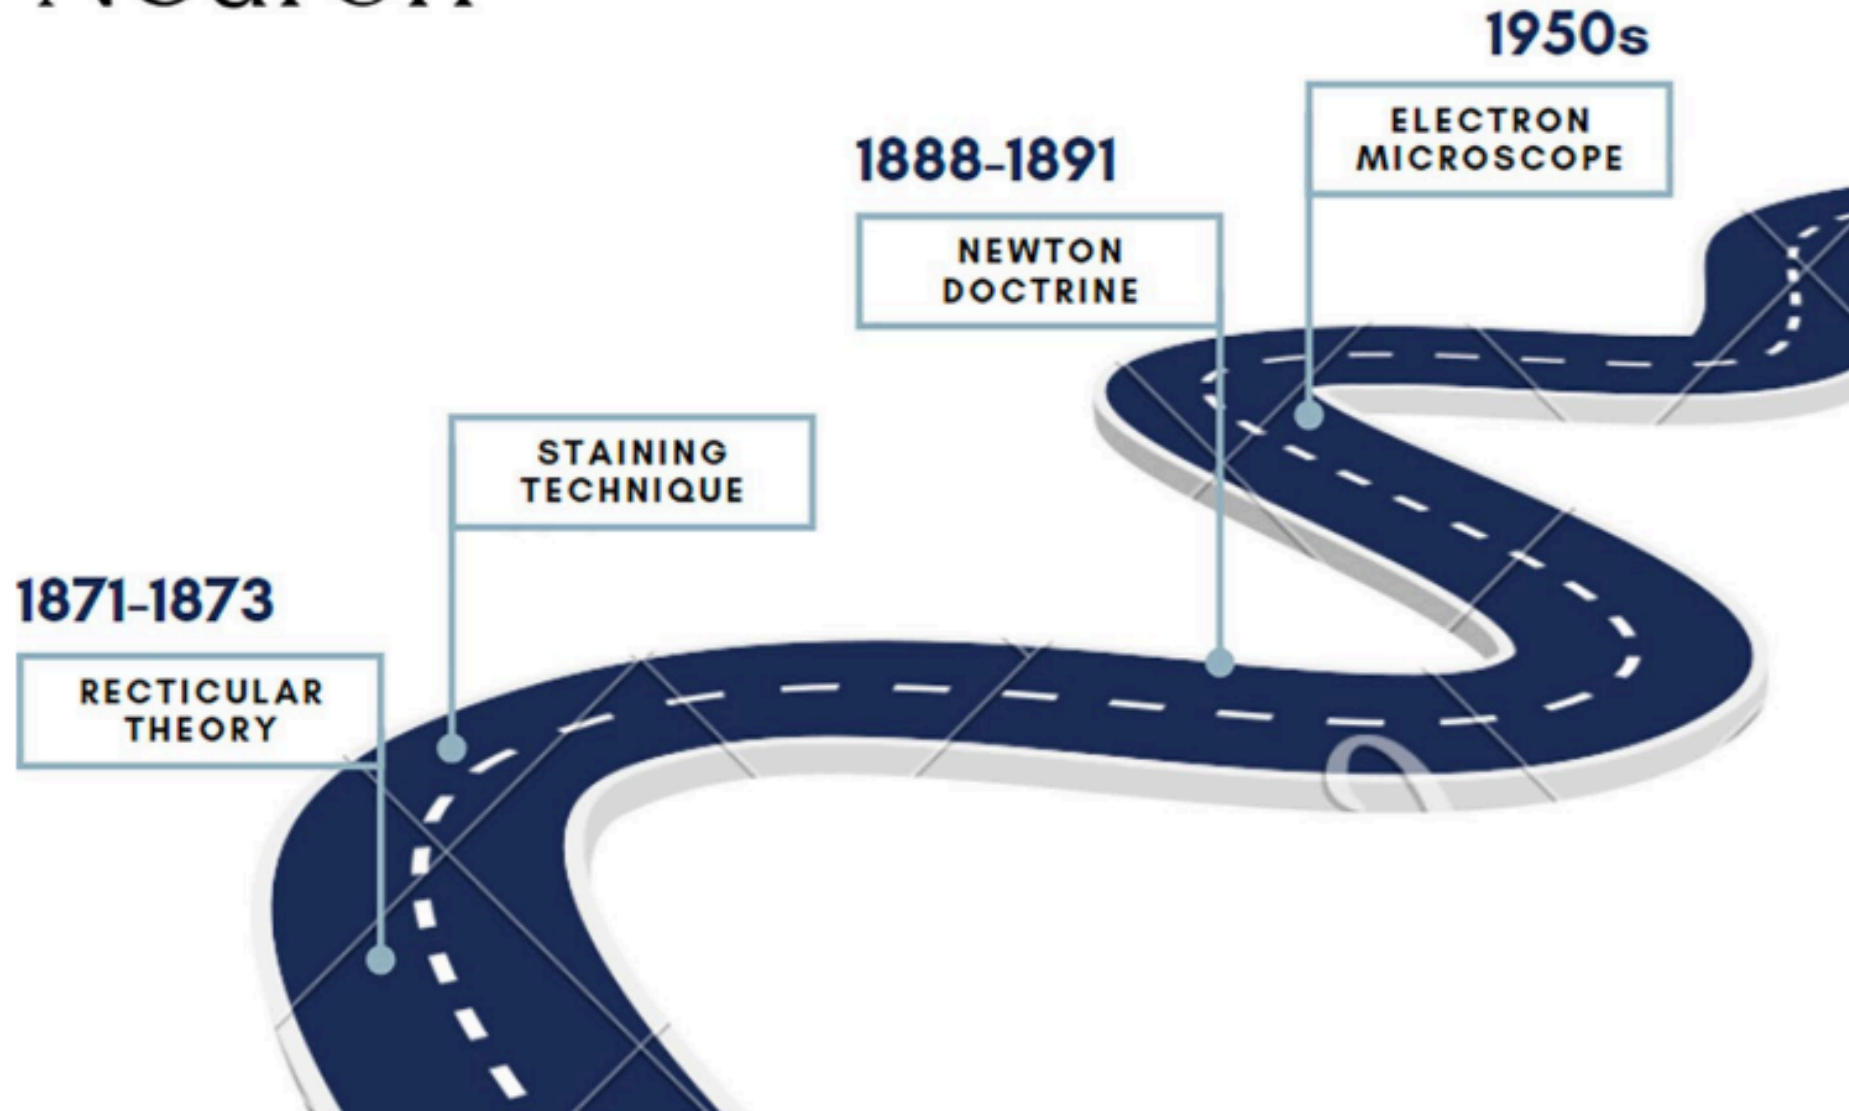 Neuron
1950s
ELECTRON
MICROSCOPE
1888-1891
NEWTON
DOCTRINE
STAINING
TECHNIQUE
1871-1873
RECTICULAR
THEORY